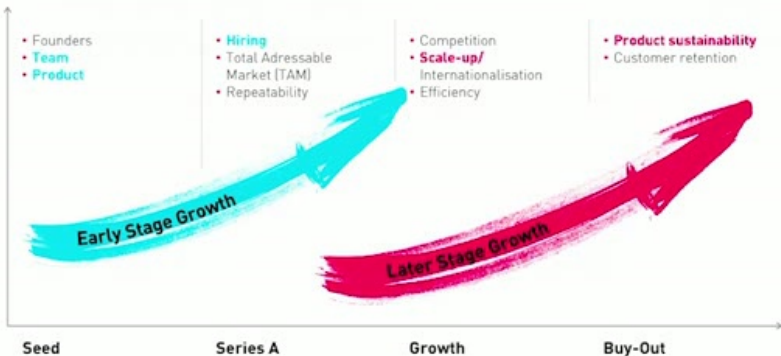 • Founders
• Team
• Product
• Hiring
• Total Adressable
Market (TAM)
• Repeatability
• Competition
• Scale-up/
Internationalisation
• Efficiency
• Product sustainability
• Customer retention
Early Stage Growth
Later Stage Growth
Seed
Series A
Growth
Buy-Out